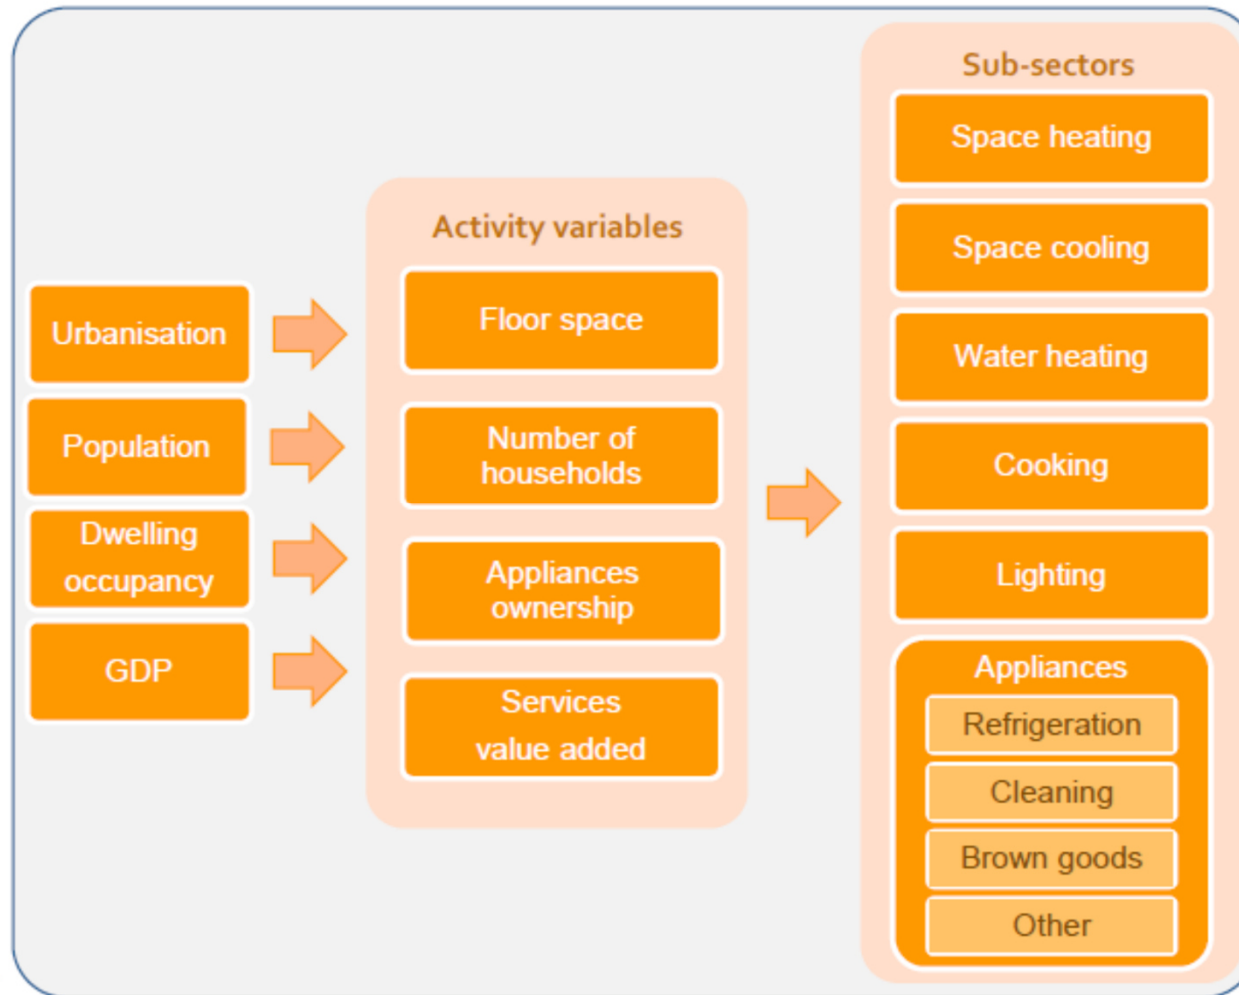 Urbanisation
Population
Dwelling
occupancy
GDP
Activity variables
Floor space
Number of
households
Appliances
ownership
Services
value added
Sub-sectors
Space heating
Space cooling
Water heating
Cooking
Lighting
Appliances
Refrigeration
Cleaning
Brown goods
Other